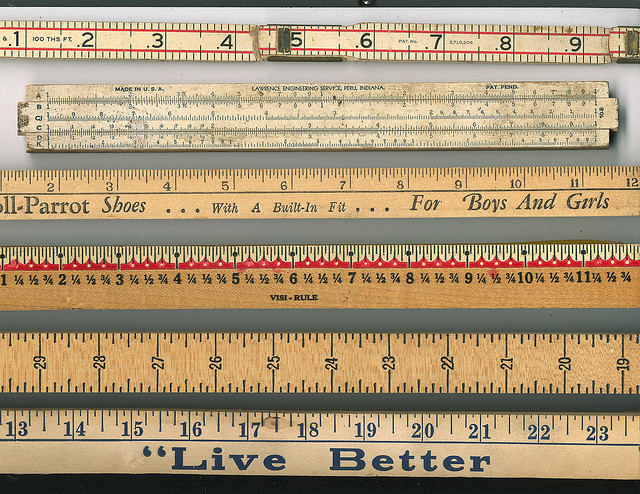 & .1 100 THS FT. .2 .3 .4 .5 .6 PAT. No. .7 .8 .9
MADE IN U.S.A. LAWRENCE ENGINEERING SERVICE, PERU, INDIANA. PAT. PEND.
2 3 4 5 6 7 8 9 10 11 12
oll-Parrot Shoes . . . With A Built-In Fit . . . For Boys And Girls
1 ¼ ½ ¾ 2 ¼ ½ ¾ 3 ¼ ½ ¾ 4 ¼ ½ ¾ 5 ¼ ½ ¾ 6 ¼ ½ ¾ 7 ¼ ½ ¾ 8 ¼ ½ ¾ 9 ¼ ½ ¾ 10 ¼ ½ ¾ 11 ¼ ½ ¾
VISI-RULE
29 28 27 26 25 24 23 22 21 20 19
13 14 15 16 17 18 19 20 21 22 23
“Live Better